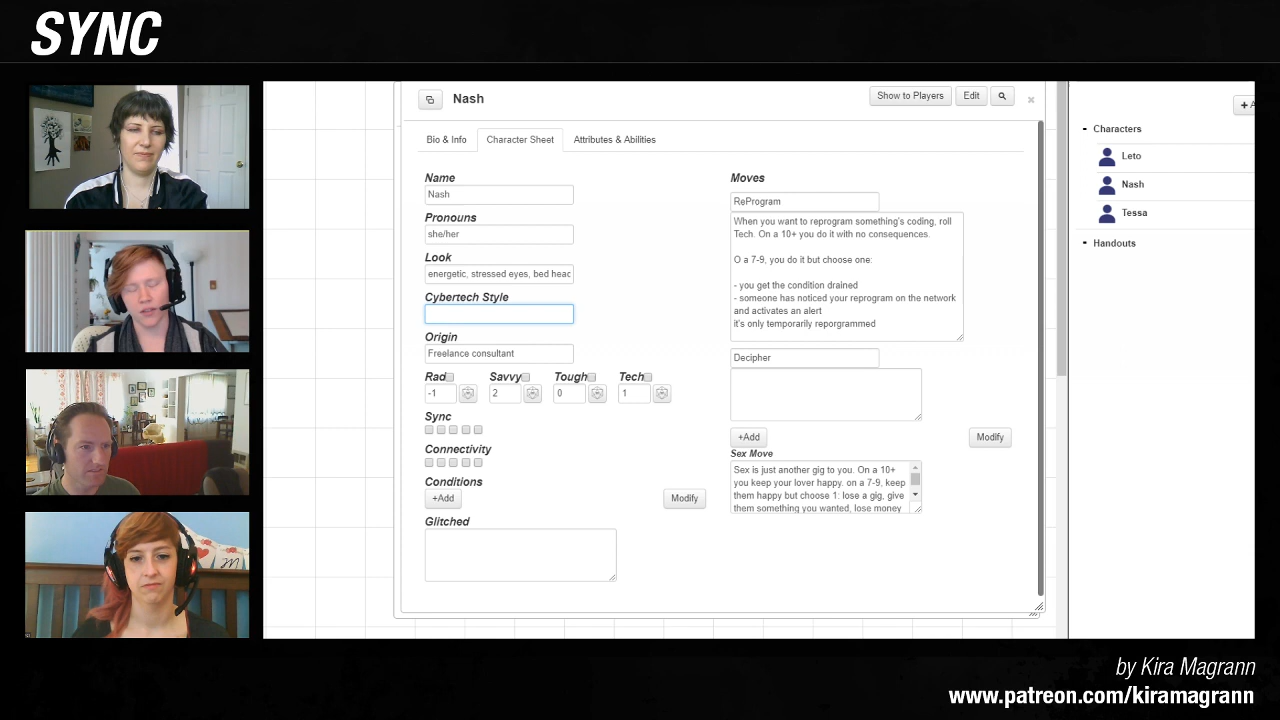 SYNC
Nash
Show to Players
Edit
Bio & Info
Character Sheet
Attributes & Abilities
Name
Nash
Pronouns
she/her
Look
energetic, stressed eyes, bed heac
Cybertech Style
Origin
Freelance consultant
Rad
Savvy
Tough
Tech
-1
2
0
1
Sync
Connectivity
Conditions
+Add
Modify
Glitched
Moves
ReProgram
When you want to reprogram something's coding, roll
Tech. On a 10+ you do it with no consequences.
O a 7-9, you do it but choose one:
- you get the condition drained
- someone has noticed your reprogram on the network
and activates an alert
it's only temporarily reporgrammed
Decipher
+Add
Modify
Sex Move
Sex is just another gig to you. On a 10+
you keep your lover happy. on a 7-9, keep
them happy but choose 1: lose a gig, give
them something you wanted, lose money
+ A
Characters
Leto
Nash
Tessa
Handouts
by Kira Magrann
www.patreon.com/kiramagrann